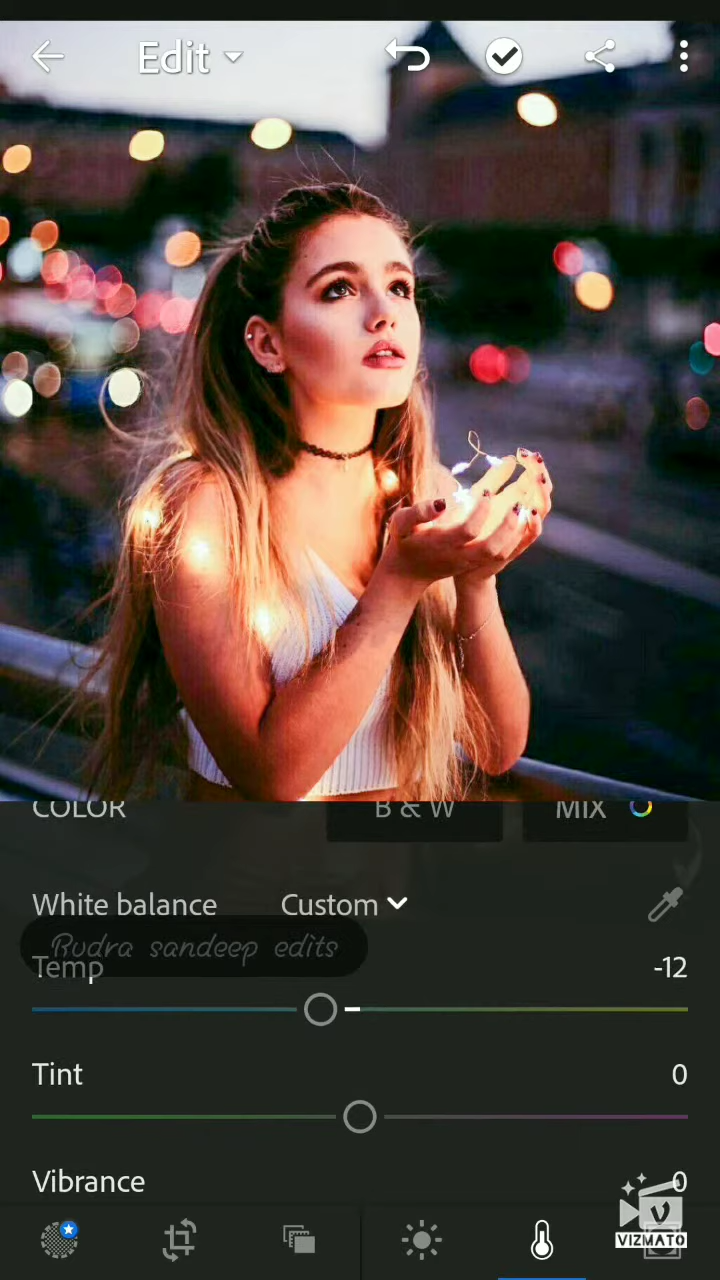 Edit
COLOR
B & W
MIX
White balance
Custom
Rudra sandeep edits
Temp
-12
Tint
0
Vibrance
0
V
VIZMATO